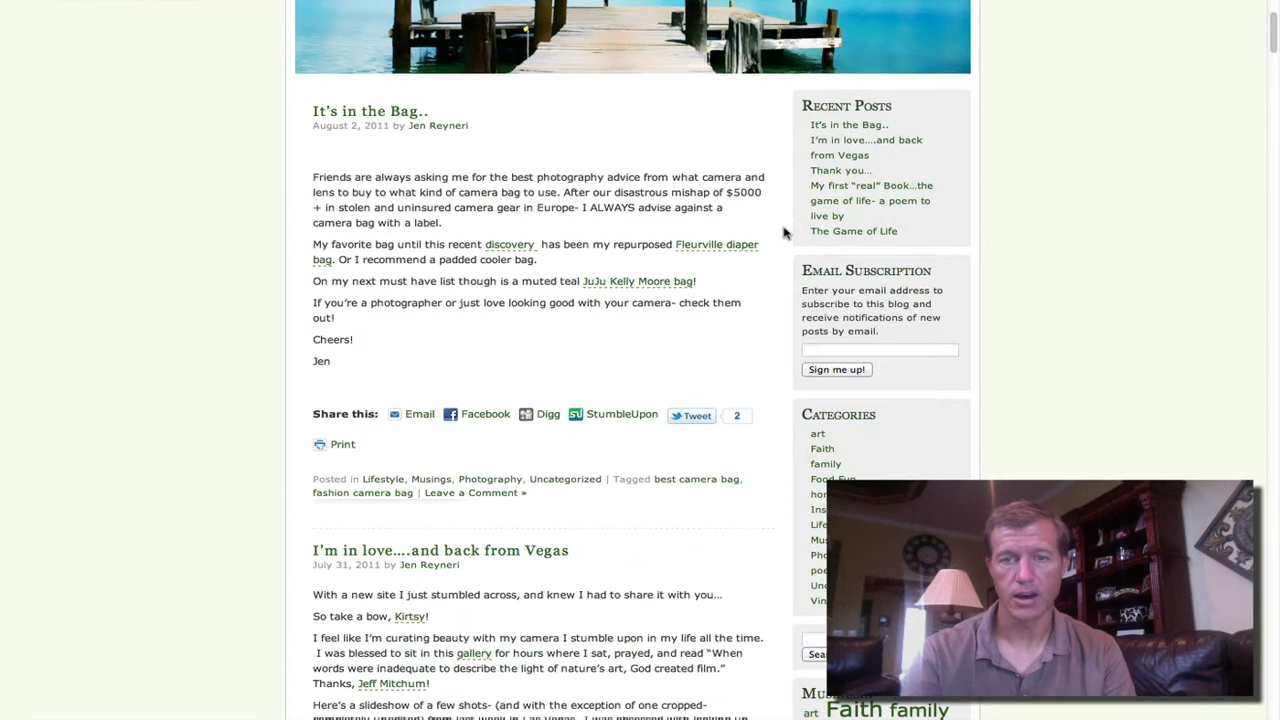 It's in the Bag..
August 2, 2011 by Jen Reyneri
Friends are always asking me for the best photography advice from what camera and
lens to buy to what kind of camera bag to use. After our disastrous mishap of $5000
+ in stolen and uninsured camera gear in Europe- I ALWAYS advise against a
camera bag with a label.
My favorite bag until this recent discovery has been my repurposed Fleurville diaper
bag. Or I recommend a padded cooler bag.
On my next must have list though is a muted teal JuJu Kelly Moore bag!
If you're a photographer or just love looking good with your camera- check them
out!
Cheers!
Jen
Share this: Email Facebook Digg StumbleUpon Tweet 2
Print
Posted in Lifestyle, Musings, Photography, Uncategorized | Tagged best camera bag,
fashion camera bag | Leave a Comment »
I'm in love….and back from Vegas
July 31, 2011 by Jen Reyneri
With a new site I just stumbled across, and knew I had to share it with you…
So take a bow, Kirtsy!
I feel like I'm curating beauty with my camera I stumble upon in my life all the time.
I was blessed to sit in this gallery for hours where I sat, prayed, and read "When
words were inadequate to describe the light of nature's art, God created film."
Thanks, Jeff Mitchum!
Here's a slideshow of a few shots- (and with the exception of one cropped-
Recent Posts
It's in the Bag..
I'm in love….and back
from Vegas
Thank you…
My first "real" Book…the
game of life- a poem to
live by
The Game of Life
Email Subscription
Enter your email address to
subscribe to this blog and
receive notifications of new
posts by email.
Sign me up!
Categories
art
Faith
family
art Faith family